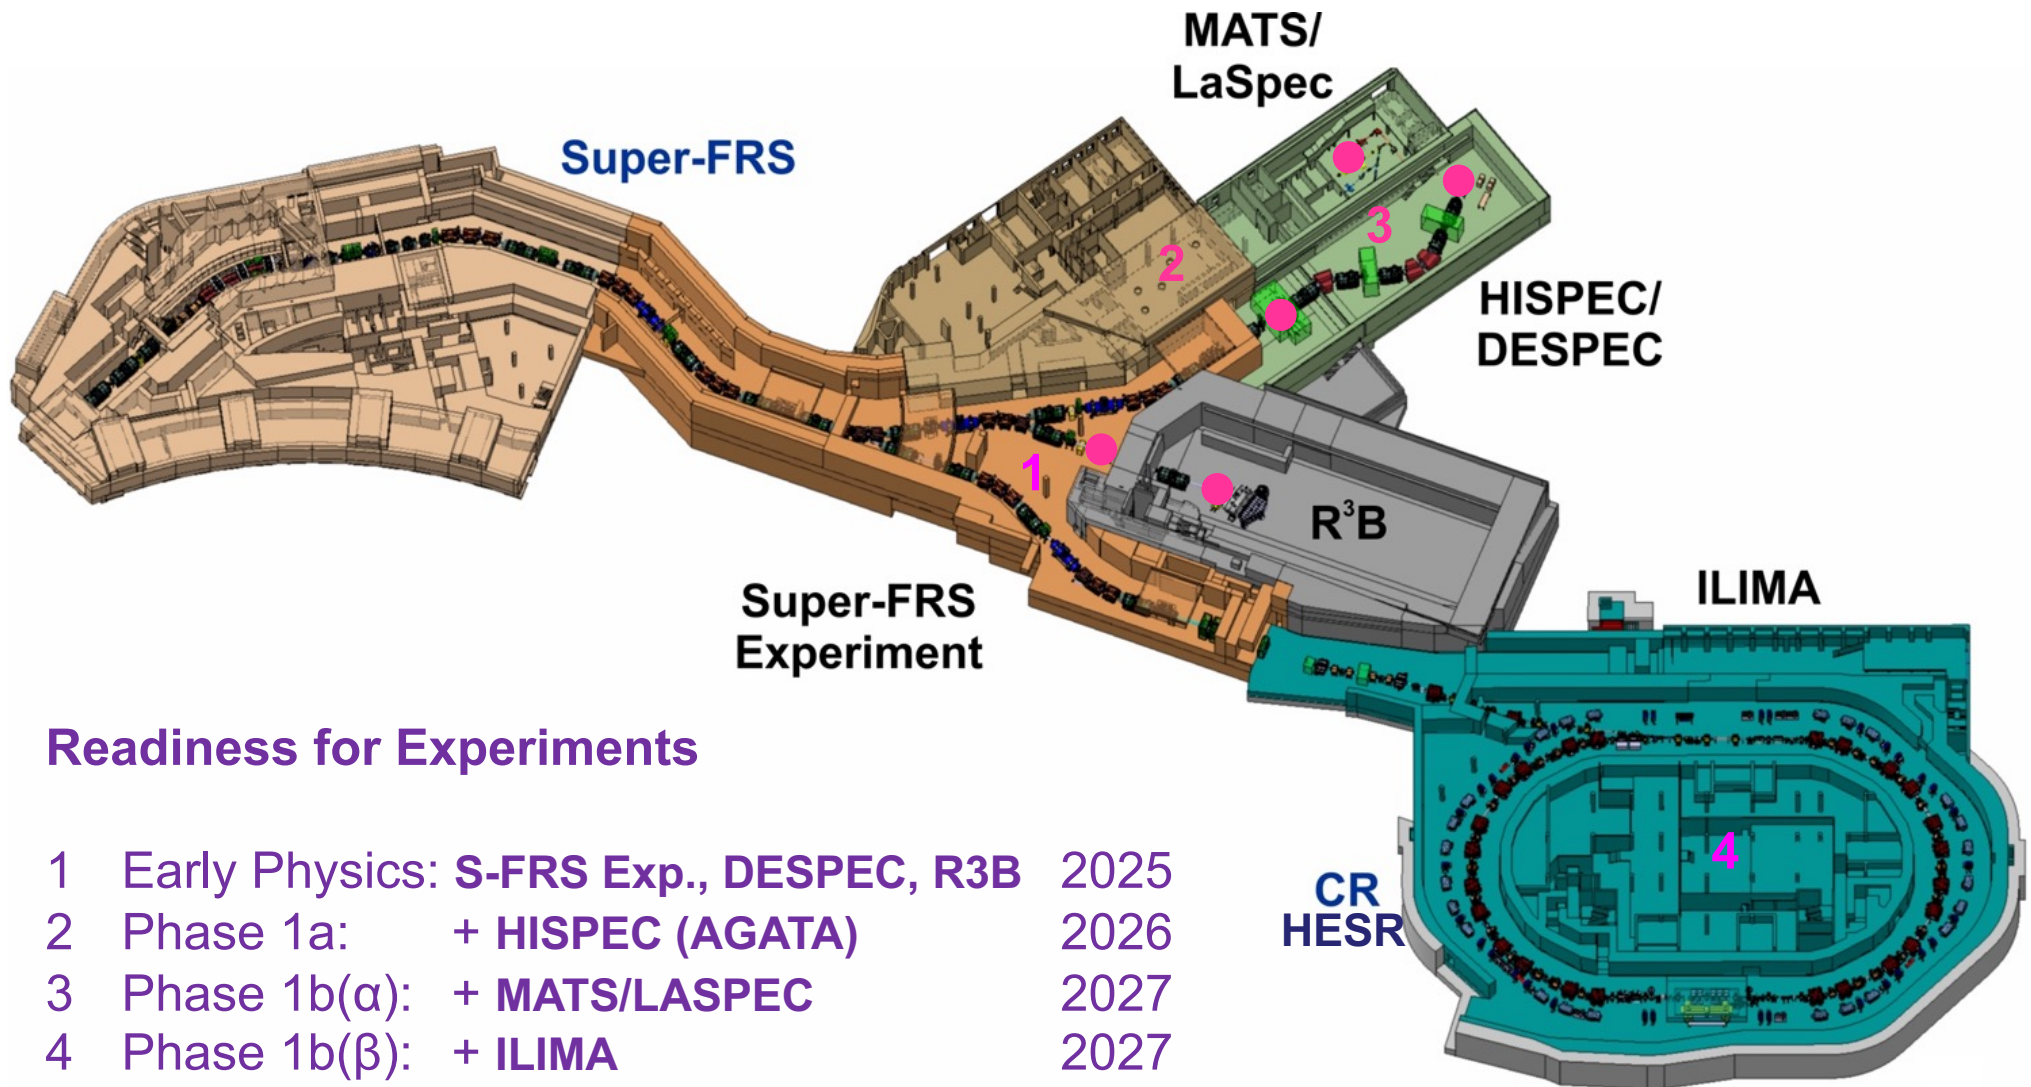 MATS/
LaSpec
Super-FRS
2
3
HISPEC/
DESPEC
1
R³B
Super-FRS
Experiment
ILIMA
4
CR
HESR
Readiness for Experiments
1 Early Physics: S-FRS Exp., DESPEC, R3B 2025
2 Phase 1a: + HISPEC (AGATA) 2026
3 Phase 1b(α): + MATS/LASPEC 2027
4 Phase 1b(β): + ILIMA 2027